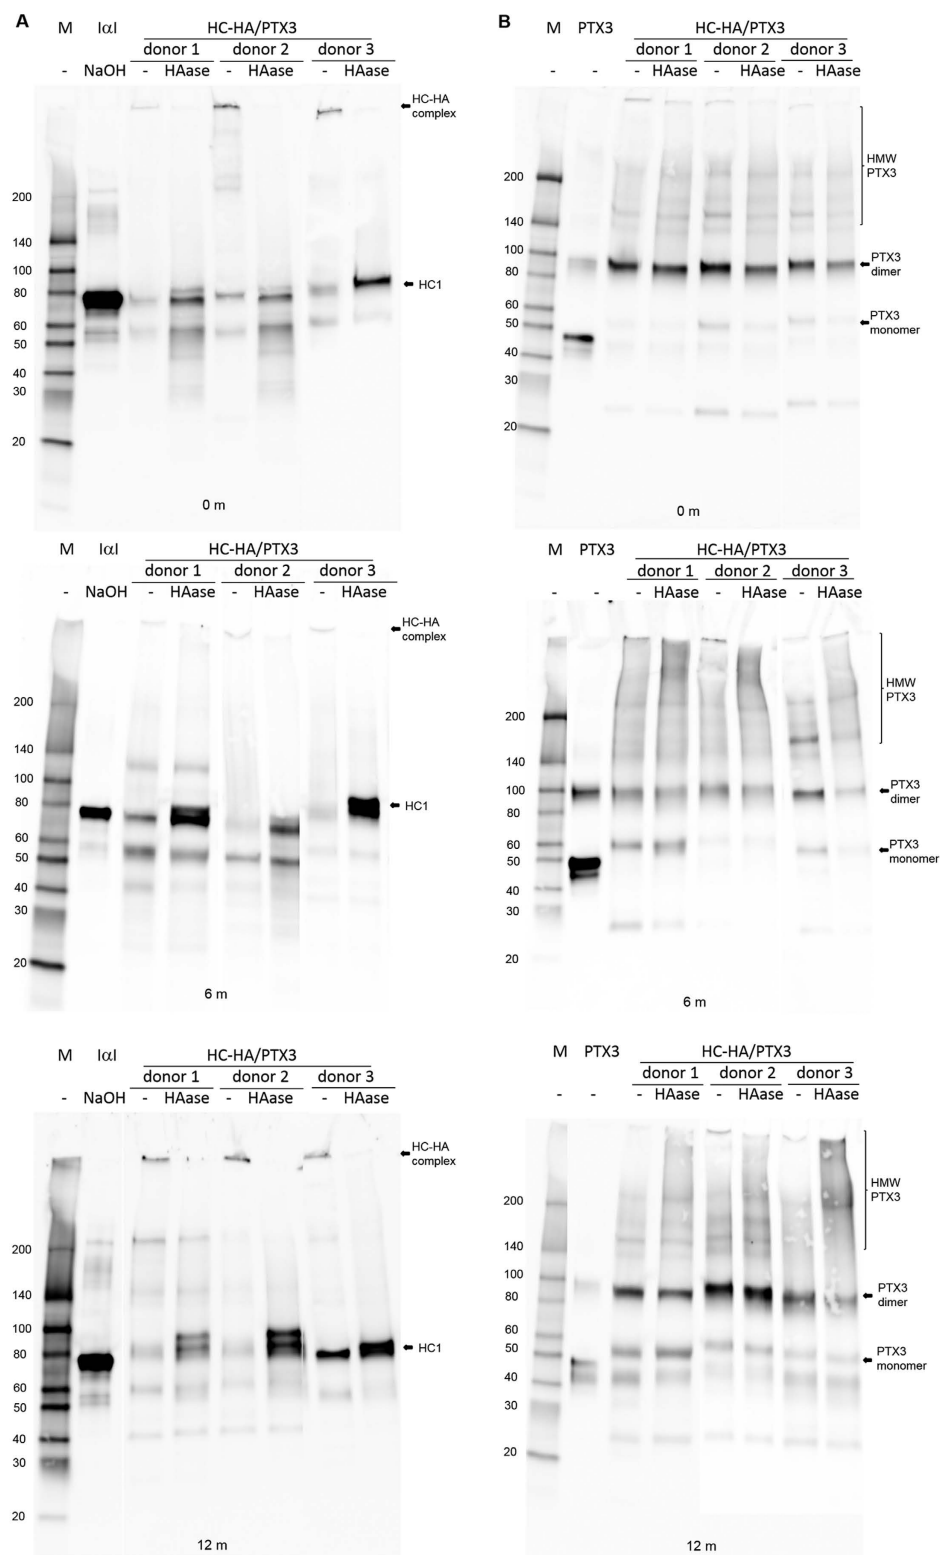 A
M IαI HC-HA/PTX3
donor 1 donor 2 donor 3
- NaOH - HAase - HAase - HAase
HC-HA
complex
200
140
100
80
HC1
60
50
40
30
20
0 m
B
M PTX3 HC-HA/PTX3
donor 1 donor 2 donor 3
- - - HAase - HAase - HAase
HMW
PTX3
200
140
100
PTX3
dimer
80
60
PTX3
monomer
50
40
30
20
0 m
M IαI HC-HA/PTX3
donor 1 donor 2 donor 3
- NaOH - HAase - HAase - HAase
HC-HA
complex
200
140
100
80
HC1
60
50
40
30
20
6 m
M PTX3 HC-HA/PTX3
donor 1 donor 2 donor 3
- - - HAase - HAase - HAase
HMW
PTX3
200
140
100
PTX3
dimer
80
60
PTX3
monomer
50
40
30
20
6 m
M IαI HC-HA/PTX3
donor 1 donor 2 donor 3
- NaOH - HAase - HAase - HAase
HC-HA
complex
200
140
100
80
HC1
60
50
40
30
20
12 m
M PTX3 HC-HA/PTX3
donor 1 donor 2 donor 3
- - - HAase - HAase - HAase
HMW
PTX3
200
140
100
80
PTX3
dimer
60
50
PTX3
monomer
40
30
20
12 m